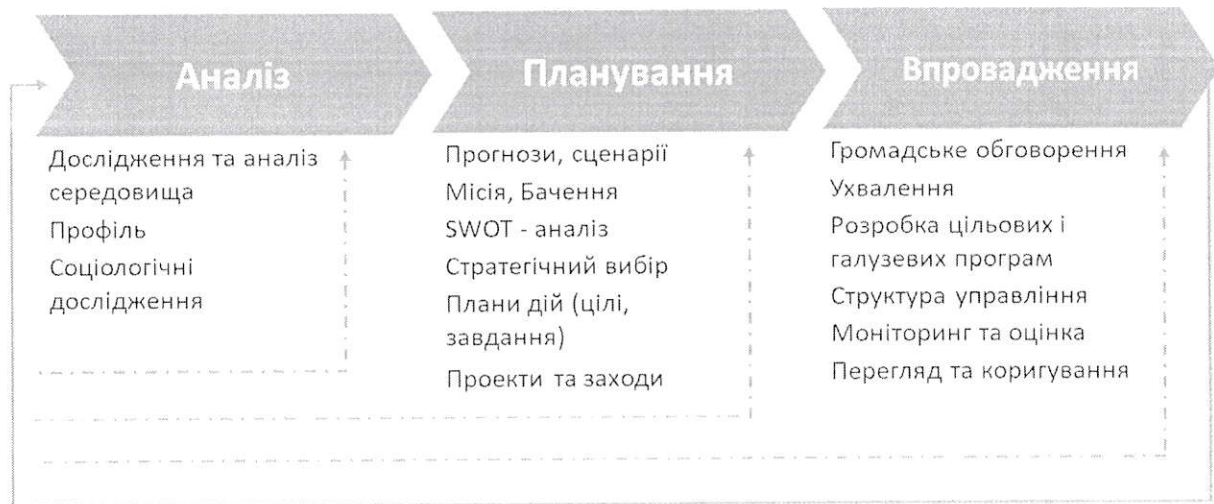 Аналіз
Планування
Впровадження
Дослідження та аналіз
середовища
Профіль
Соціологічні
дослідження
Прогнози, сценарії
Місія, Бачення
SWOT - аналіз
Стратегічний вибір
Плани дій (цілі,
завдання)
Проекти та заходи
Громадське обговорення
Ухвалення
Розробка цільових і
галузевих програм
Структура управління
Моніторинг та оцінка
Перегляд та коригування